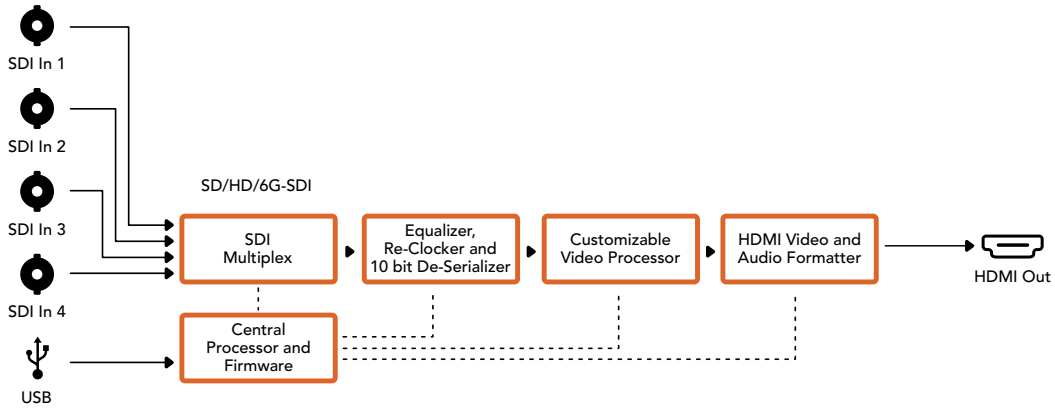 SDI In 1
SDI In 2
SDI In 3
SDI In 4
USB
SD/HD/6G-SDI
SDI
Multiplex
Equalizer,
Re-Clocker and
10 bit De-Serializer
Customizable
Video Processor
HDMI Video and
Audio Formatter
HDMI Out
Central
Processor and
Firmware